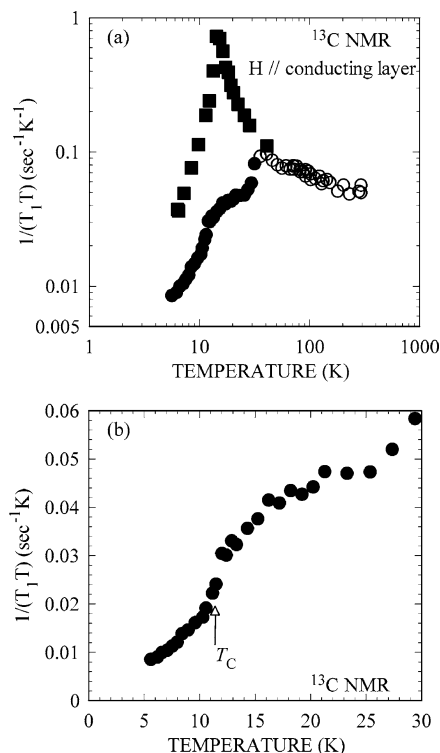 (a)
¹³C NMR
H // conducting layer
1/(T₁T) (sec⁻¹K⁻¹)
1
0.1
0.01
0.005
1 10 100 1000
TEMPERATURE (K)
(b)
1/(T₁T) (sec⁻¹K)
0.06
0.05
0.04
0.03
0.02
0.01
0
T_C
¹³C NMR
0 5 10 15 20 25 30
TEMPERATURE (K)